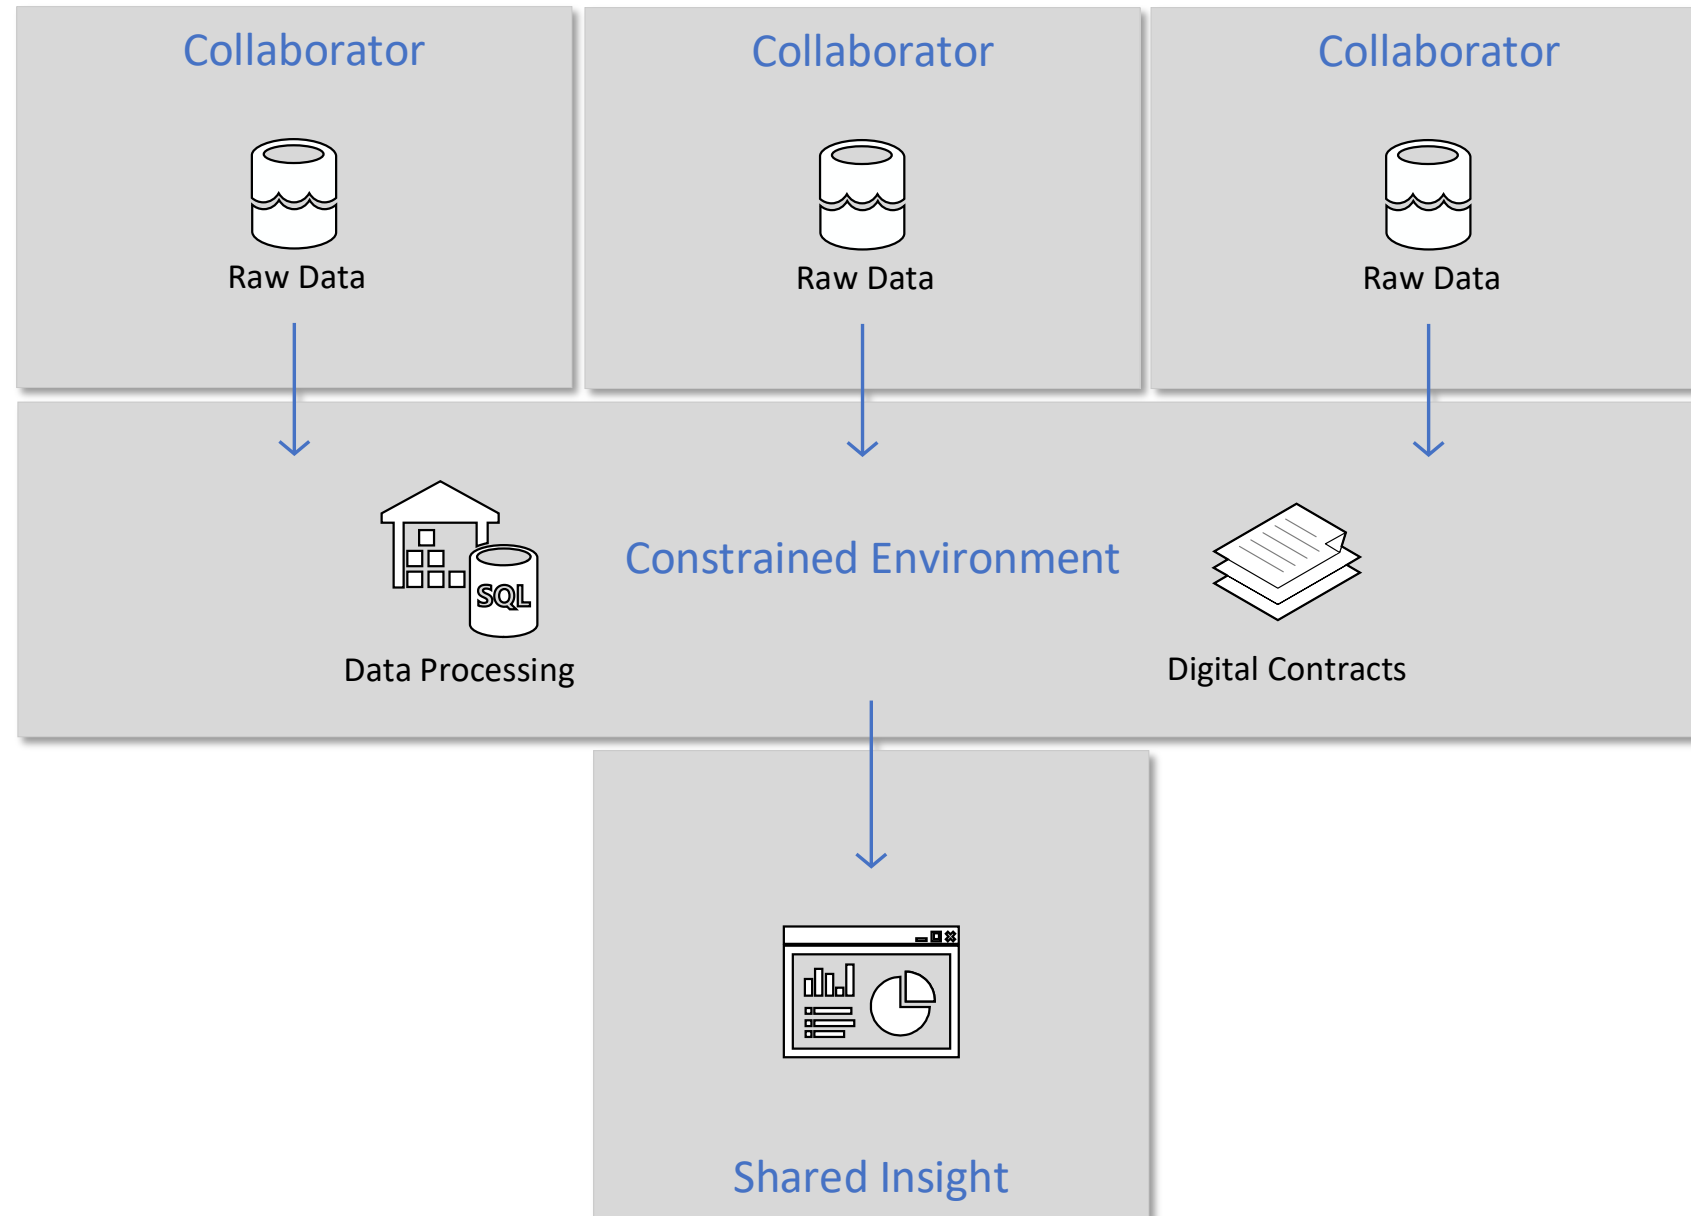 Collaborator
Collaborator
Collaborator
Raw Data
Raw Data
Raw Data
Constrained Environment
SQL
Data Processing
Digital Contracts
Shared Insight